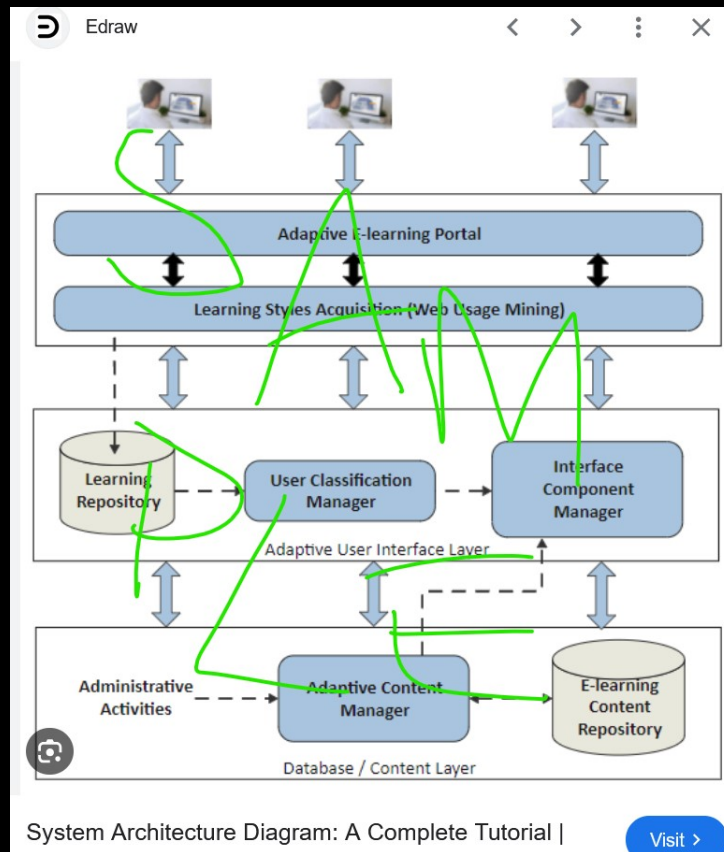 Edraw
Adaptive E-learning Portal
Learning Styles Acquisition (Web Usage Mining)
Learning
Repository
User Classification
Manager
Interface
Component
Manager
Adaptive User Interface Layer
Administrative
Activities
Adaptive Content
Manager
E-learning
Content
Repository
Database / Content Layer
SAMPLE
System Architecture Diagram: A Complete Tutorial |
Visit >